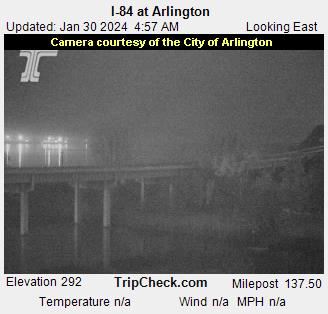 I-84 at Arlington
Updated: Jan 30 2024 4:57 AM Looking East
Camera courtesy of the City of Arlington
Elevation 292 TripCheck.com Milepost 137.50
Temperature n/a Wind n/a MPH n/a